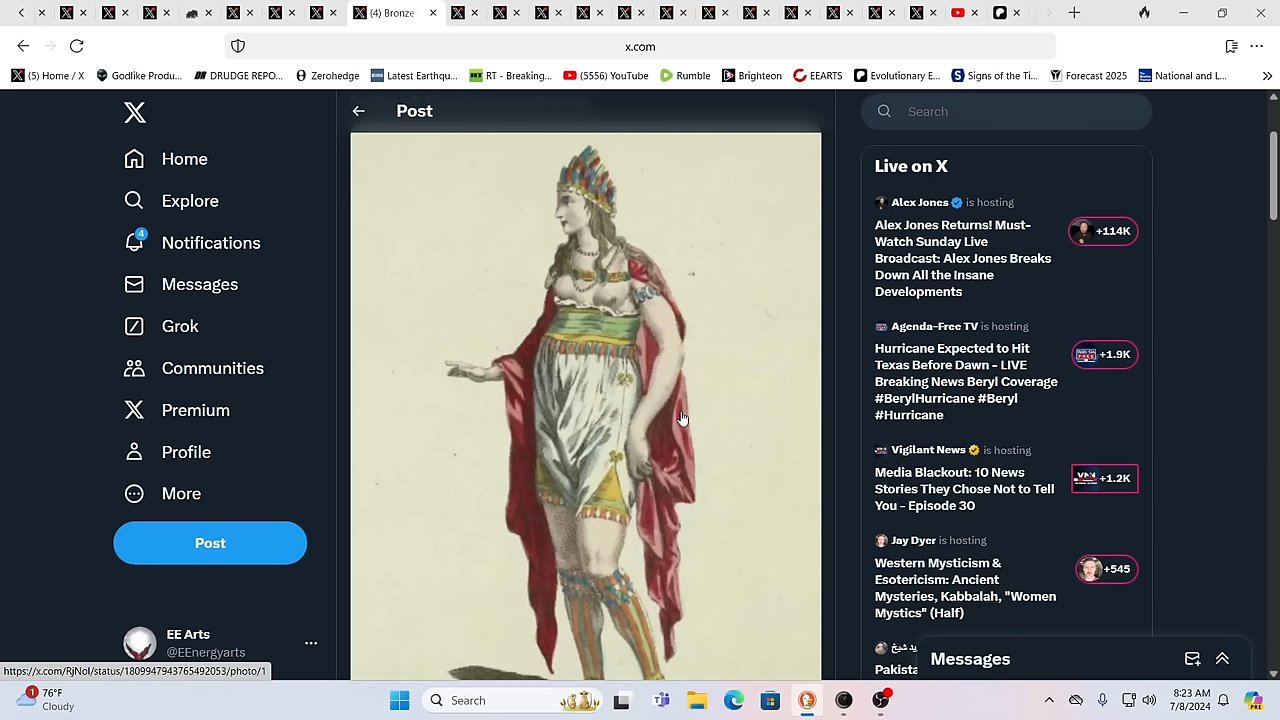 (4) Bronze
x.com
(5) Home / X
Godlike Produ...
DRUDGE REPO...
Zerohedge
Latest Earthqu...
RT - Breaking...
(5556) YouTube
Rumble
Brighteon
EEARTS
Evolutionary E...
Signs of the Ti...
Forecast 2025
National and L...
Home
Explore
4
Notifications
Messages
Grok
Communities
Premium
Profile
More
Post
EE Arts
@EEnergyarts
Post
Search
Live on X
Alex Jones is hosting
Alex Jones Returns! Must-
Watch Sunday Live
Broadcast: Alex Jones Breaks
Down All the Insane
Developments
+114K
Agenda-Free TV is hosting
Hurricane Expected to Hit
Texas Before Dawn - LIVE
Breaking News Beryl Coverage
#BerylHurricane #Beryl
#Hurricane
+1.9K
Vigilant News is hosting
Media Blackout: 10 News
Stories They Chose Not to Tell
You - Episode 30
+1.2K
Jay Dyer is hosting
Western Mysticism &
Esotericism: Ancient
Mysteries, Kabbalah, "Women
Mystics" (Half)
+545
is hosting
Pakista
Messages
https://x.com/RjNol/status/1809947943765492053/photo/1
1
76°F
Cloudy
Search
8:23 AM
7/8/2024
PRE